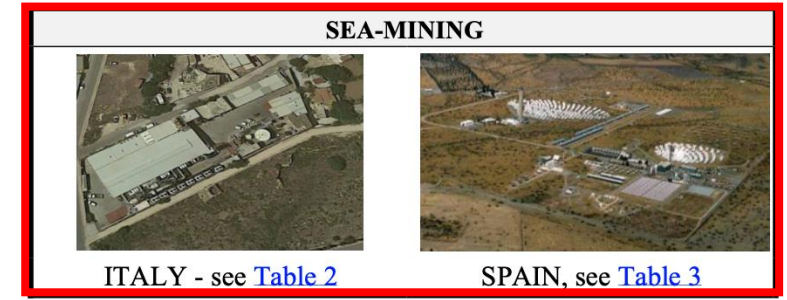 SEA-MINING
ITALY - see Table 2
SPAIN, see Table 3